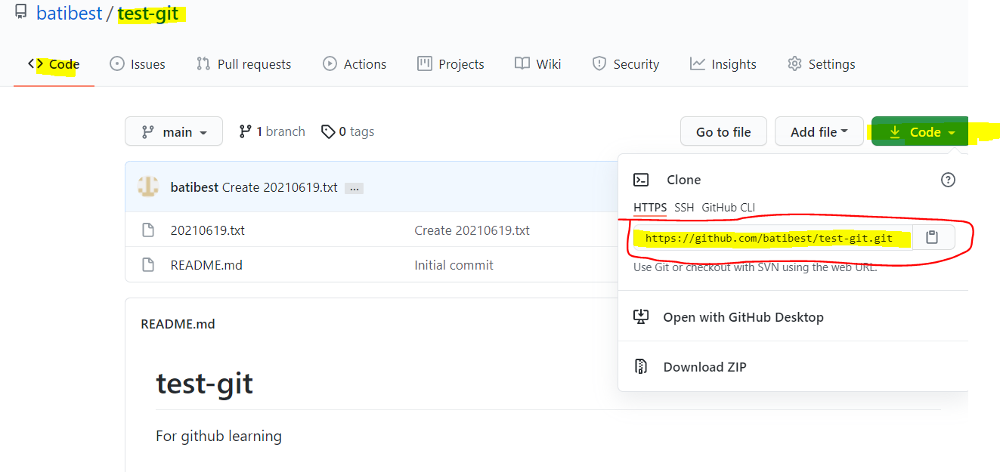 batibest / test-git
Code Issues Pull requests Actions Projects Wiki Security Insights Settings
main 1 branch 0 tags Go to file Add file Code
batibest Create 20210619.txt ...
20210619.txt Create 20210619.txt
README.md Initial commit
Clone
HTTPS SSH GitHub CLI
https://github.com/batibest/test-git.git
Use Git or checkout with SVN using the web URL.
Open with GitHub Desktop
Download ZIP
README.md
test-git
For github learning